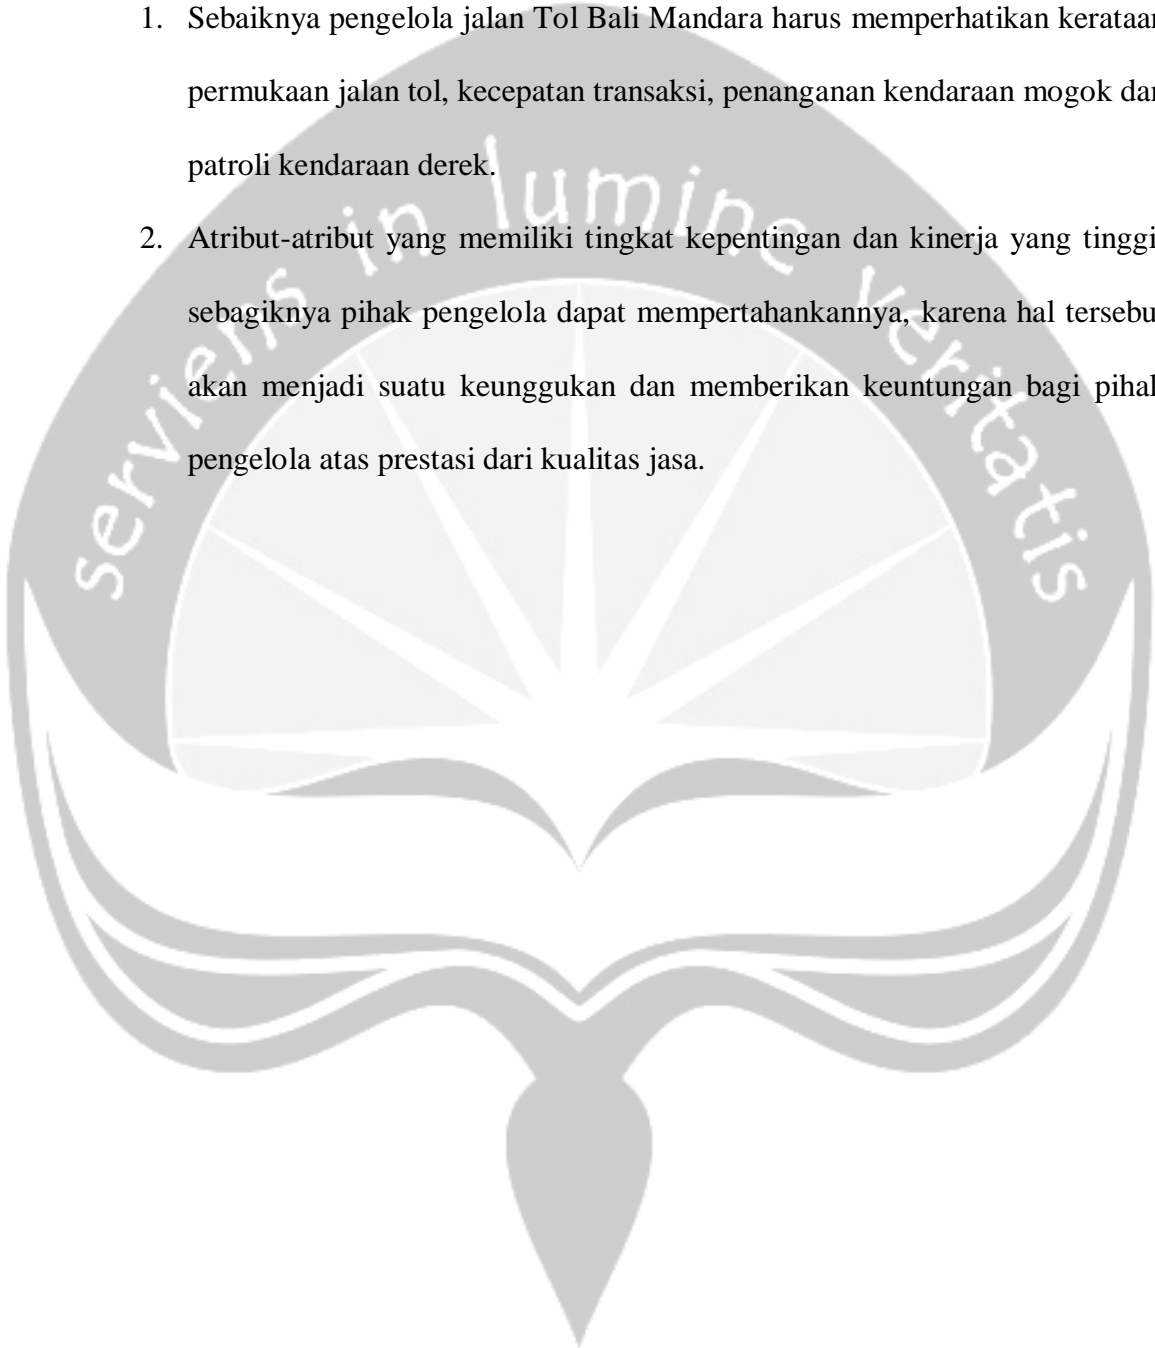 1. Sebaiknya pengelola jalan Tol Bali Mandara harus memperhatikan kerataan
permukaan jalan tol, kecepatan transaksi, penanganan kendaraan mogok dan
patroli kendaraan derek.
2. Atribut-atribut yang memiliki tingkat kepentingan dan kinerja yang tinggi
sebagiknya pihak pengelola dapat mempertahankannya, karena hal tersebu
akan menjadi suatu keunggukan dan memberikan keuntungan bagi pihak
pengelola atas prestasi dari kualitas jasa.
serviens in lumine veritatis